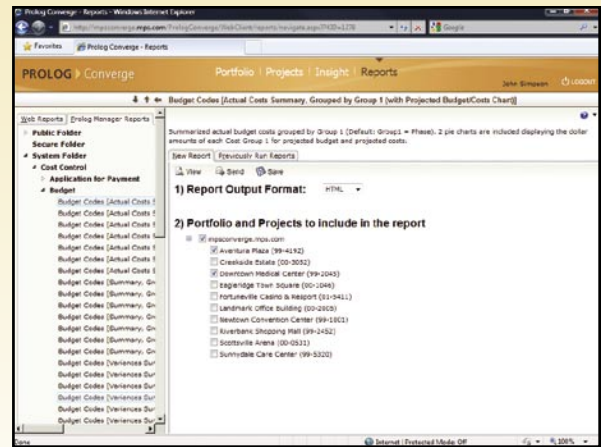 Prolog Converge - Reports - Windows Internet Explorer
Google
Favorites Prolog Converge - Reports
PROLOG Converge
Portfolio | Projects | Insight | Reports
John Simpson LOGOUT
Budget Codes [Actual Costs Summary, Grouped by Group 1 (with Projected Budget/Costs Chart)]
Web Reports Prolog Manager Reports
Public Folder
Secure Folder
System Folder
Cost Control
Application for Payment
Budget
Budget Codes [Actual Costs S
Budget Codes [Actual Costs S
Budget Codes [Actual Costs S
Budget Codes [Actual Costs S
Budget Codes [Actual Costs S
Budget Codes [Actual Costs S
Budget Codes [Actual Costs S
Budget Codes [Summary, Gr
Budget Codes [Summary, Gr
Budget Codes [Summary, Gr
Budget Codes [Summary, Gr
Budget Codes [Summary, Gr
Budget Codes [Variances Sur
Budget Codes [Variances Sur
Budget Codes [Variances Sur
Budget Codes [Variances Sur
Summarized actual budget costs grouped by Group 1 (Default: Group1 = Phase). 2 pie charts are included displaying the dollar
amounts of each Cost Group 1 for projected budget and projected costs.
New Report Previously Run Reports
View Send Save
1) Report Output Format: HTML
2) Portfolio and Projects to include in the report
mpsconverge.mps.com
Aventura Plaza (99-4192)
Creekside Estate (00-3052)
Downtown Medical Center (99-2045)
Eagleridge Town Square (00-1046)
Fortuneville Casino & Resport (01-5411)
Landmark Office Building (00-2805)
Newtown Convention Center (99-1801)
Riverbank Shopping Mall (99-2452)
Scottsville Arena (00-0531)
Sunnydale Care Center (99-5320)
Done
Internet | Protected Mode: Off
100%